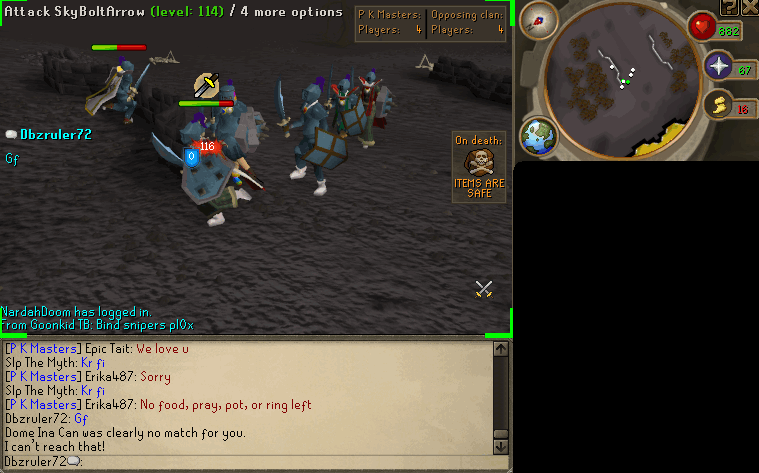 Attack SkyBoltArrow (level: 114) / 4 more options
P K Masters: Opposing clan:
Players: 4 Players: 4
882
67
16
Dbzruler72
Gf
116
0
On death:
ITEMS ARE
SAFE
NardahDoom has logged in.
From Goonkid TB: Bind snipers pl0x
[P K Masters] Epic Tait: We love u
Slp The Myth: Kr fi
[P K Masters] Erika487: Sorry
Slp The Myth: Kr fi
[P K Masters] Erika487: No food, pray, pot, or ring left
Dbzruler72: Gf
Dome Ina Can was clearly no match for you.
I can't reach that!
Dbzruler72: